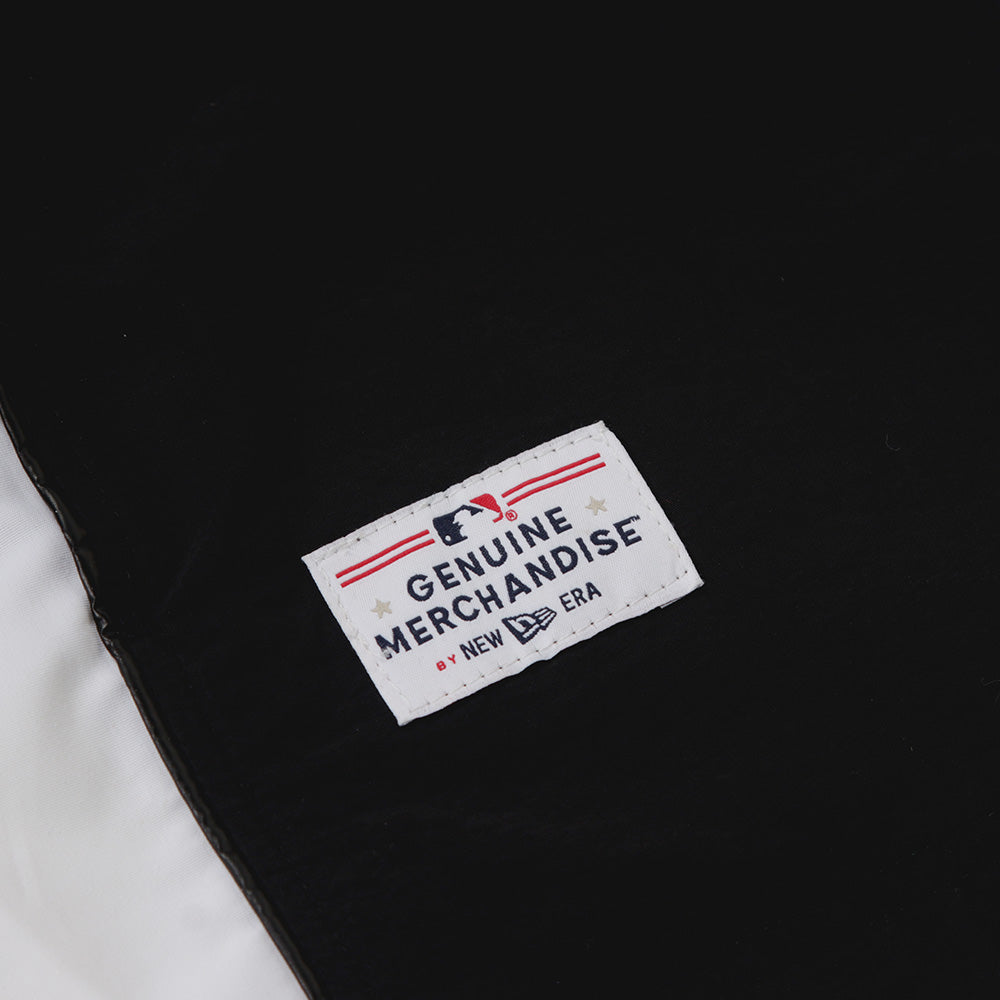 ®
GENUINE
MERCHANDISE™
BY NEW ERA